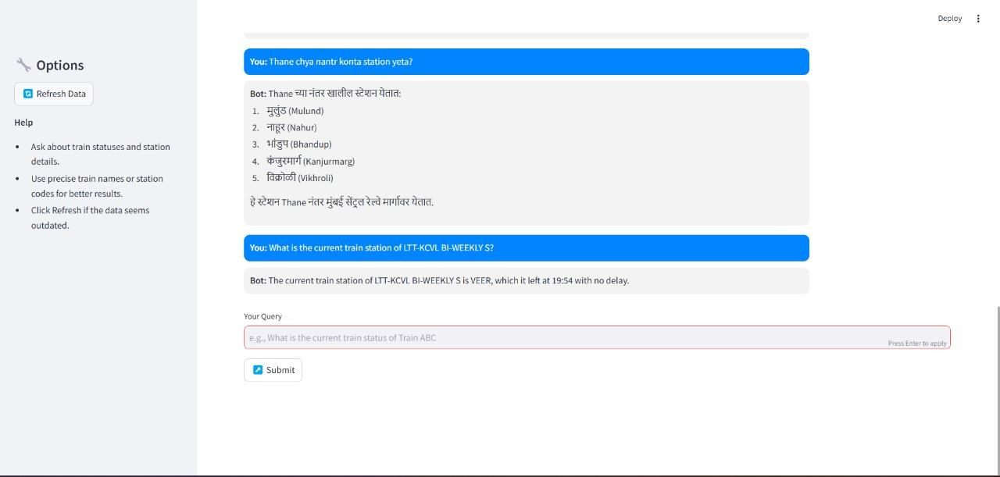 Deploy
Options
Refresh Data
Help
Ask about train statuses and station
details.
Use precise train names or station
codes for better results.
Click Refresh if the data seems
outdated.
You: Thane chya nantr konta station yeta?
Bot: Thane च्या नंतर खालील स्टेशन येतात:
1. मुलुंड (Mulund)
2. नाहूर (Nahur)
3. भांडुप (Bhandup)
4. कंजुरमार्ग (Kanjurmarg)
5. विक्रोळी (Vikhroli)
हे स्टेशन Thane नंतर मुंबई सेंट्रल रेल्वे मार्गावर येतात.
You: What is the current train station of LTT-KCVL BI-WEEKLY S?
Bot: The current train station of LTT-KCVL BI-WEEKLY S is VEER, which it left at 19:54 with no delay.
Your Query
e.g., What is the current train status of Train ABC
Press Enter to apply
Submit